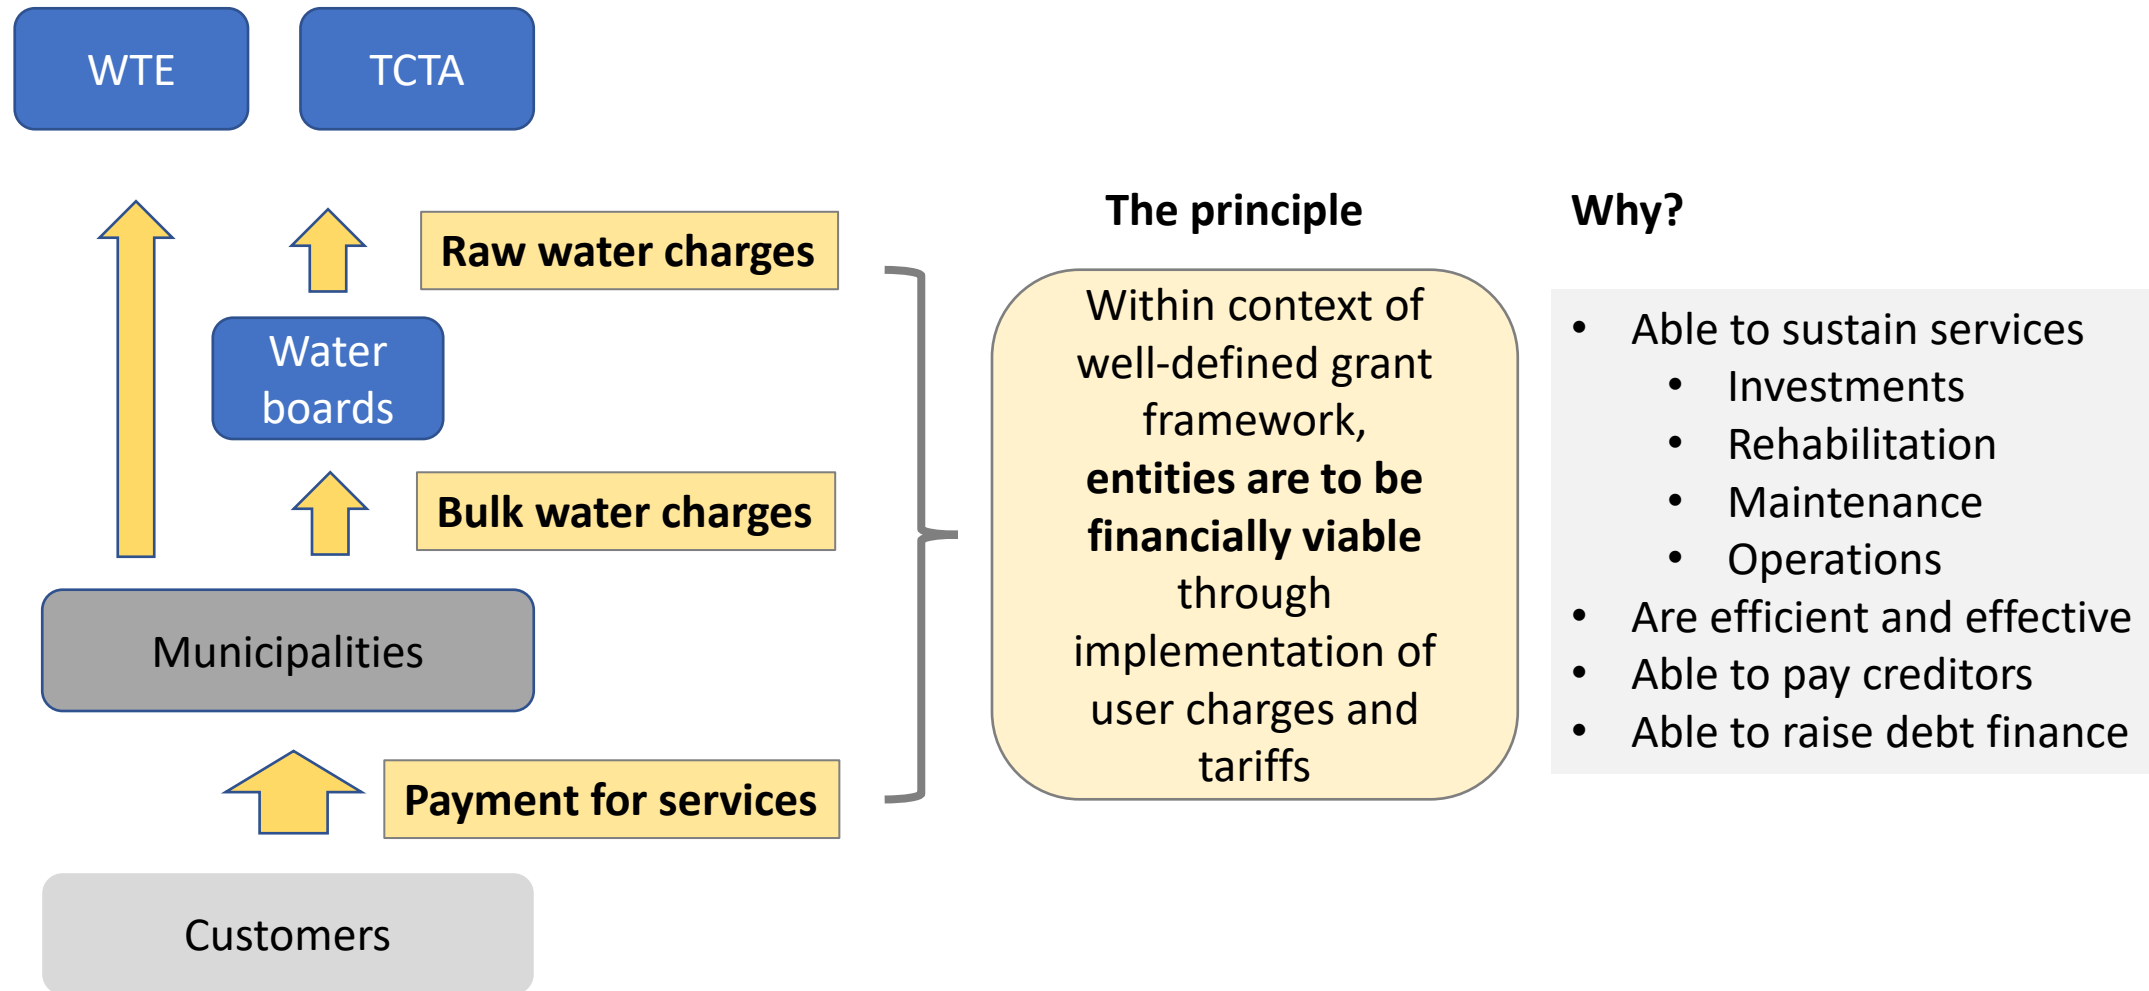 WTE
TCTA
Raw water charges
Water
boards
Bulk water charges
Municipalities
Payment for services
Customers
The principle
Within context of
well-defined grant
framework,
entities are to be
financially viable
through
implementation of
user charges and
tariffs
Why?
• Able to sustain services
• Investments
• Rehabilitation
• Maintenance
• Operations
• Are efficient and effective
• Able to pay creditors
• Able to raise debt finance